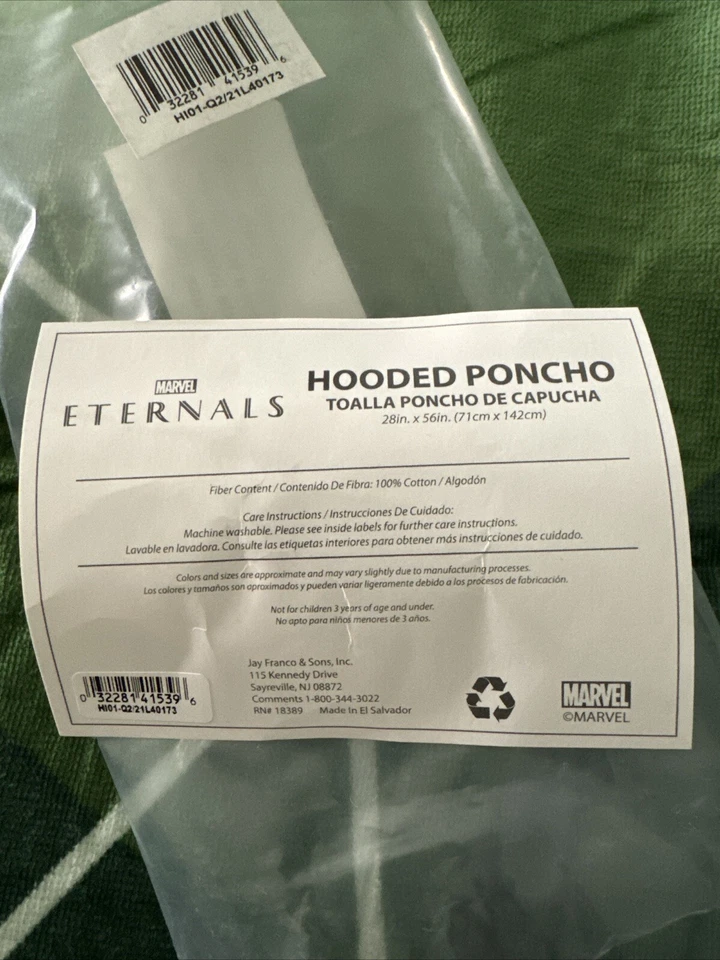 0 32281 41539 6
HI01-Q2/21L40173
MARVEL
ETERNALS
HOODED PONCHO
TOALLA PONCHO DE CAPUCHA
28in. x 56in. (71cm x 142cm)
Fiber Content / Contenido De Fibra: 100% Cotton / Algodón
Care Instructions / Instrucciones De Cuidado:
Machine washable. Please see inside labels for further care instructions.
Lavable en lavadora. Consulte las etiquetas interiores para obtener más instrucciones de cuidado.
Colors and sizes are approximate and may vary slightly due to manufacturing processes.
Los colores y tamaños son aproximados y pueden variar ligeramente debido a los procesos de fabricación.
Not for children 3 years of age and under.
No apto para niños menores de 3 años.
Jay Franco & Sons, Inc.
115 Kennedy Drive
Sayreville, NJ 08872
Comments 1-800-344-3022
RN# 18389 Made In El Salvador
0 32281 41539 6
HI01-Q2/21L40173
MARVEL
©MARVEL